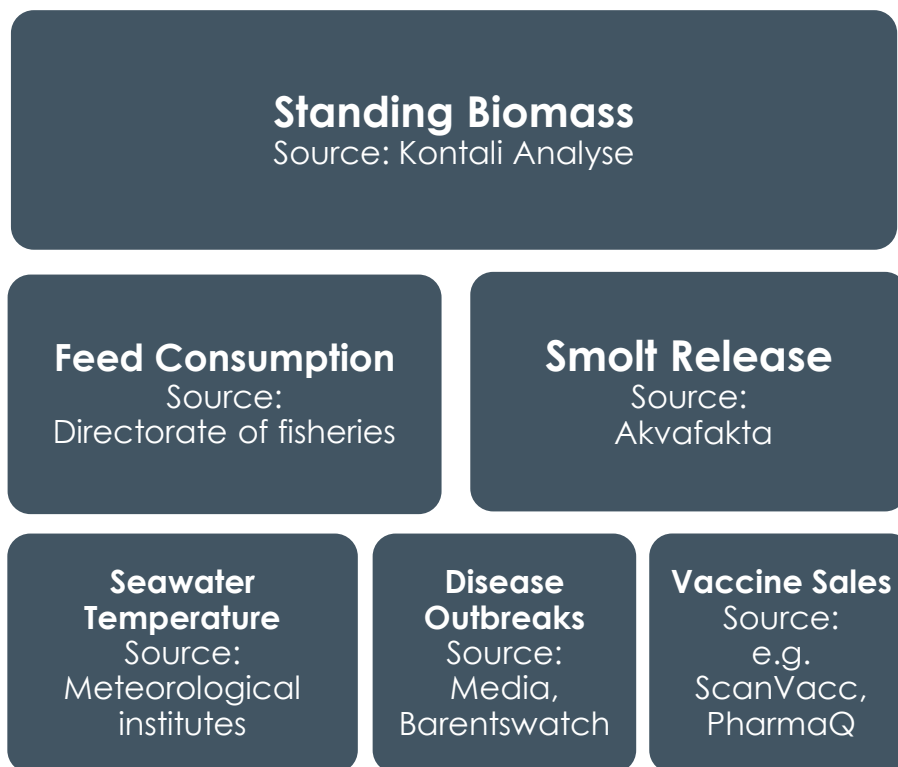 Standing Biomass
Source: Kontali Analyse
Feed Consumption
Source:
Directorate of fisheries
Smolt Release
Source:
Akvafakta
Seawater
Temperature
Source:
Meteorological
institutes
Disease
Outbreaks
Source:
Media,
Barentswatch
Vaccine Sales
Source:
e.g.
ScanVacc,
PharmaQ